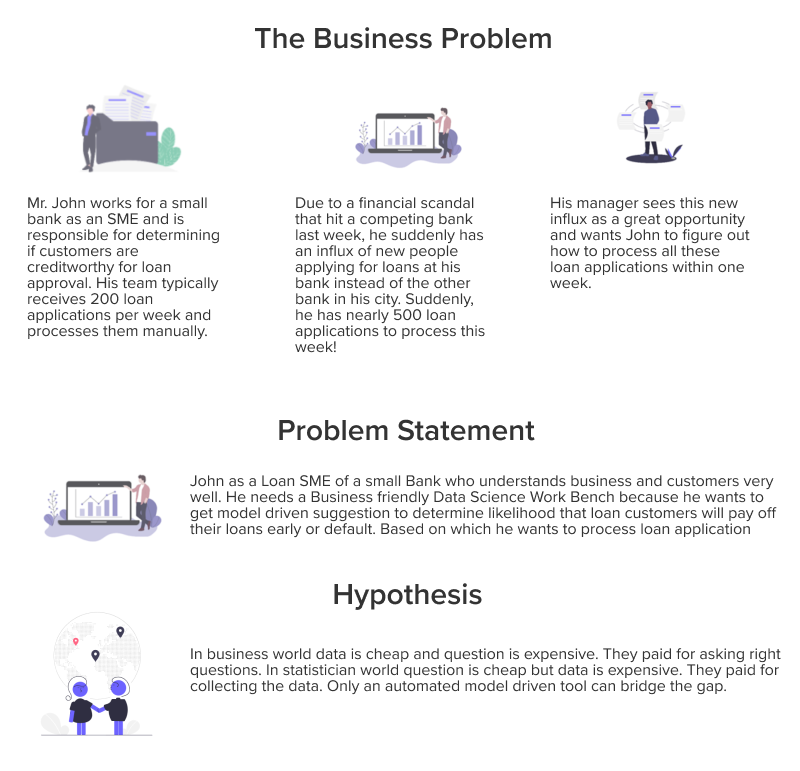 The Business Problem
Mr. John works for a small
bank as an SME and is
responsible for determining
if customers are
creditworthy for loan
approval. His team typically
receives 200 loan
applications per week and
processes them manually.
Due to a financial scandal
that hit a competing bank
last week, he suddenly has
an influx of new people
applying for loans at his
bank instead of the other
bank in his city. Suddenly,
he has nearly 500 loan
applications to process this
week!
His manager sees this new
influx as a great opportunity
and wants John to figure out
how to process all these
loan applications within one
week.
Problem Statement
John as a Loan SME of a small Bank who understands business and customers very
well. He needs a Business friendly Data Science Work Bench because he wants to
get model driven suggestion to determine likelihood that loan customers will pay off
their loans early or default. Based on which he wants to process loan application
Hypothesis
In business world data is cheap and question is expensive. They paid for asking right
questions. In statistician world question is cheap but data is expensive. They paid for
collecting the data. Only an automated model driven tool can bridge the gap.